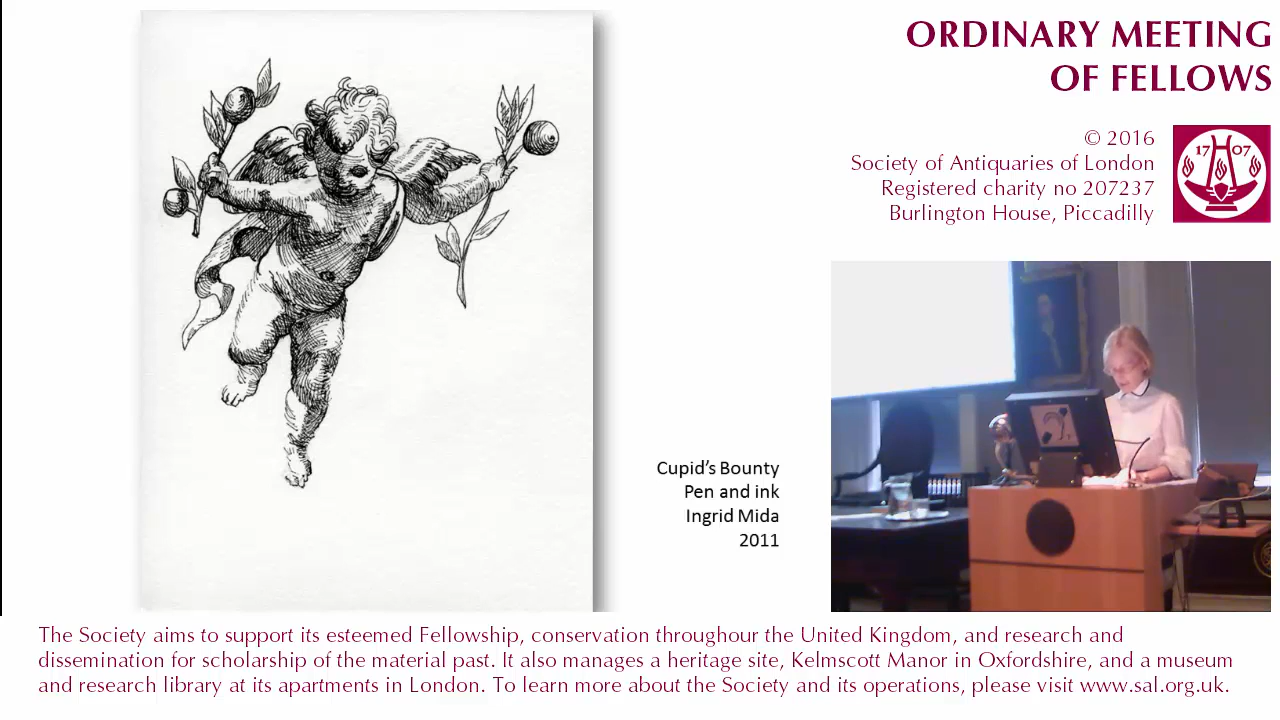 ORDINARY MEETING
OF FELLOWS
© 2016
Society of Antiquaries of London
Registered charity no 207237
Burlington House, Piccadilly
17 07
Cupid's Bounty
Pen and ink
Ingrid Mida
2011
The Society aims to support its esteemed Fellowship, conservation throughour the United Kingdom, and research and
dissemination for scholarship of the material past. It also manages a heritage site, Kelmscott Manor in Oxfordshire, and a museum
and research library at its apartments in London. To learn more about the Society and its operations, please visit www.sal.org.uk.